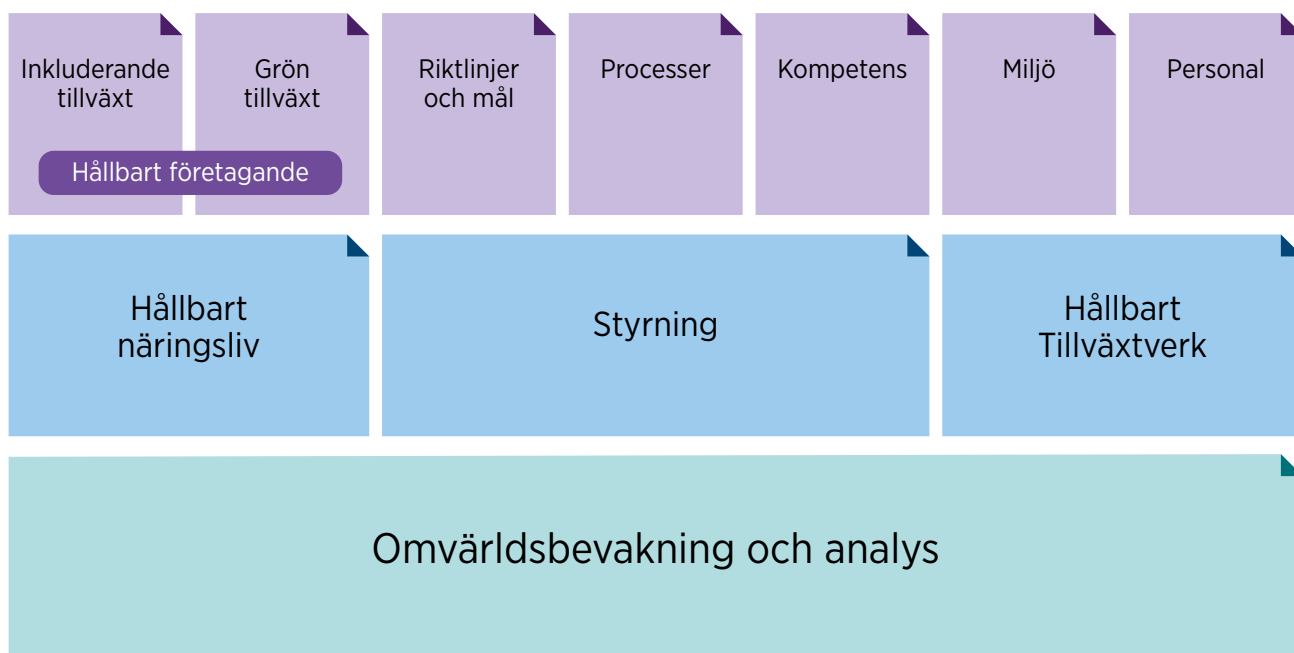 Inkluderande
tillväxt
Grön
tillväxt
Riktlinjer
och mål
Processer
Kompetens
Miljö
Personal
Hållbart företagande
Hållbart
näringsliv
Styrning
Hållbart
Tillväxtverk
Omvärldsbevakning och analys